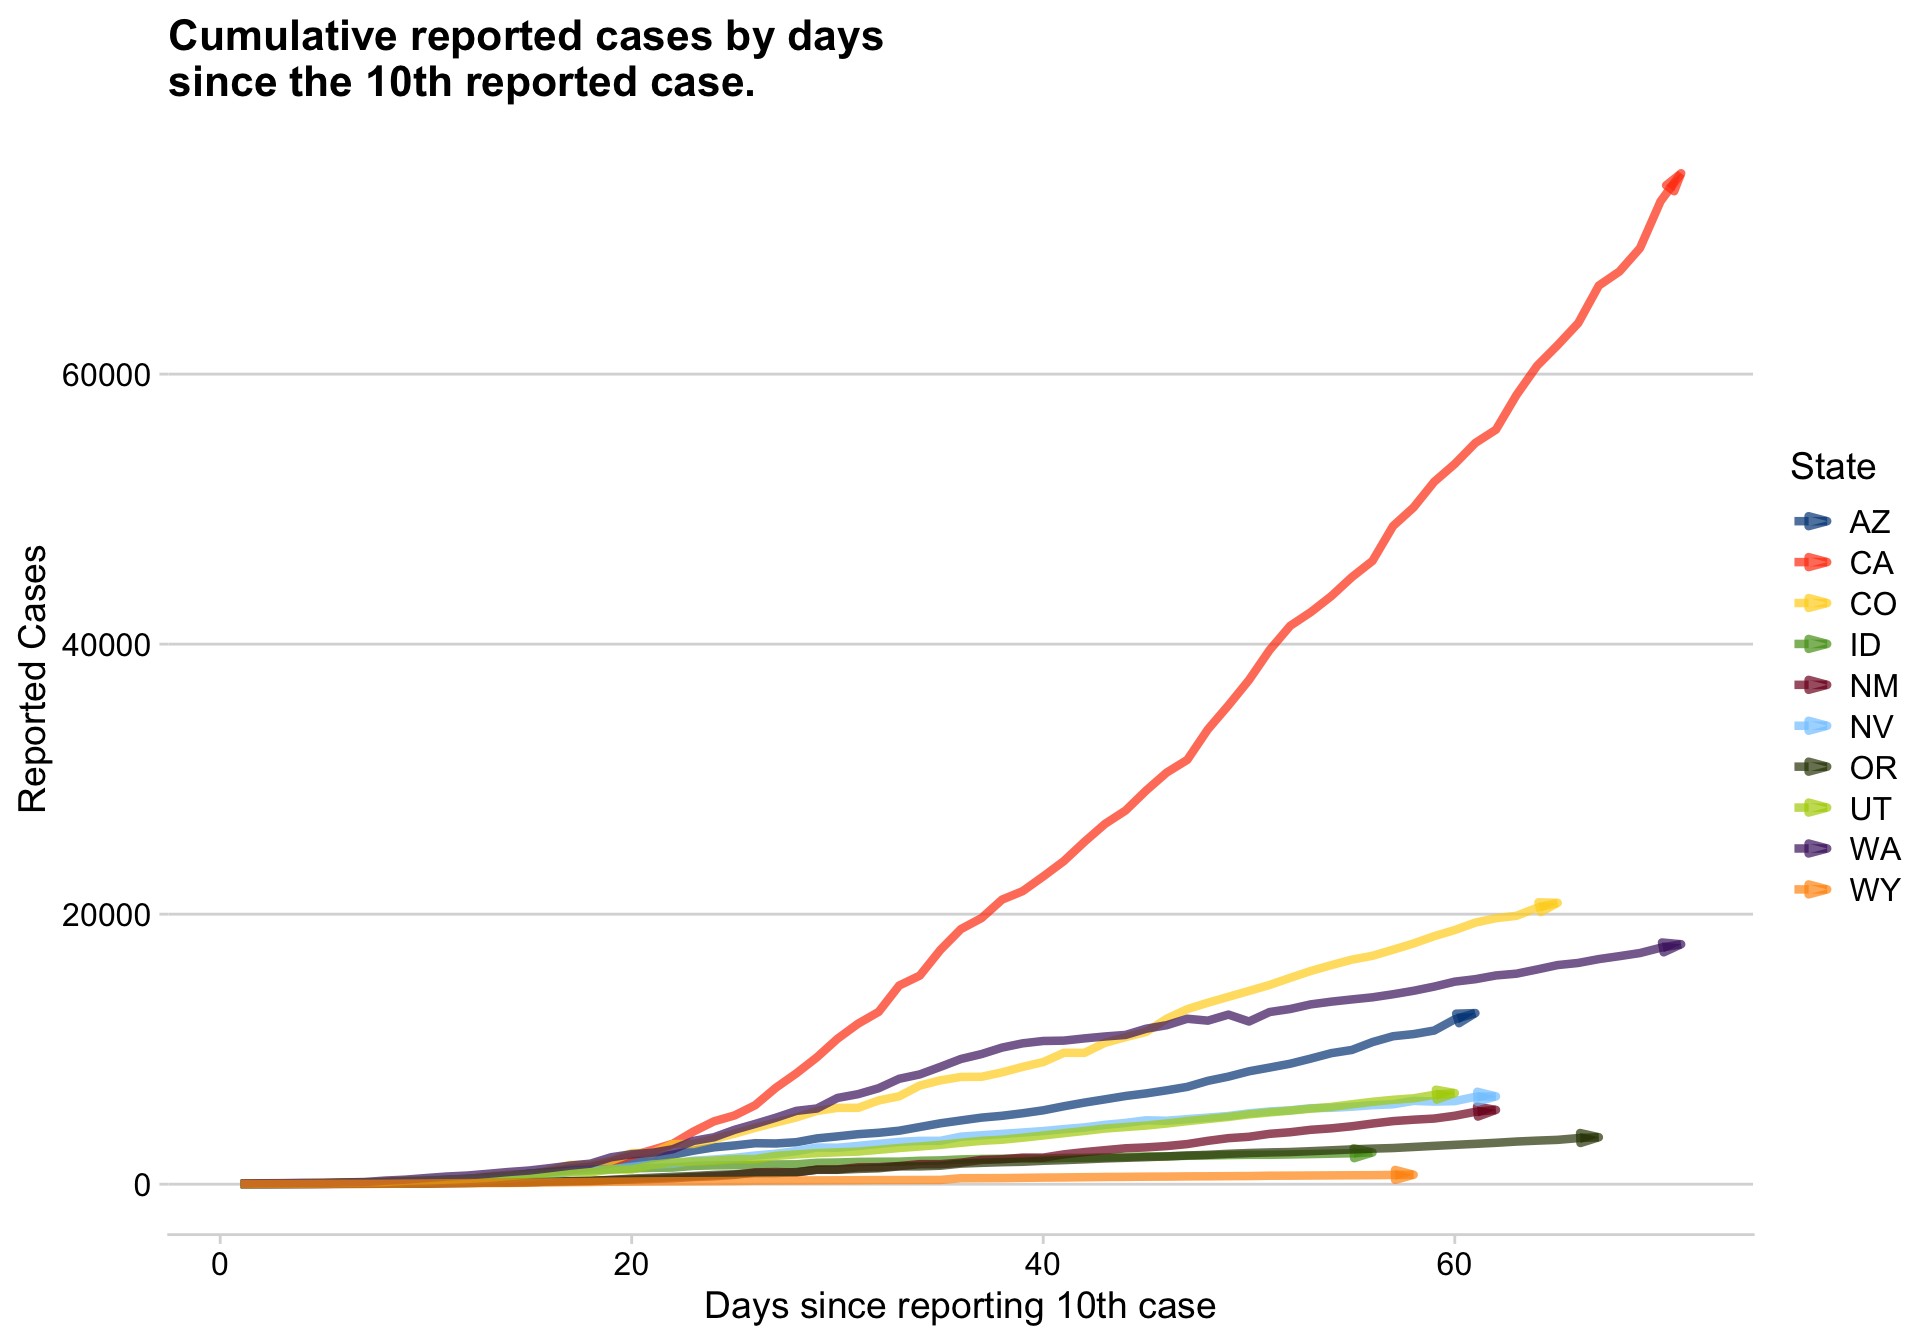 Cumulative reported cases by days
since the 10th reported case.
Reported Cases
60000
40000
20000
0
0 20 40 60
Days since reporting 10th case
State
AZ
CA
CO
ID
NM
NV
OR
UT
WA
WY